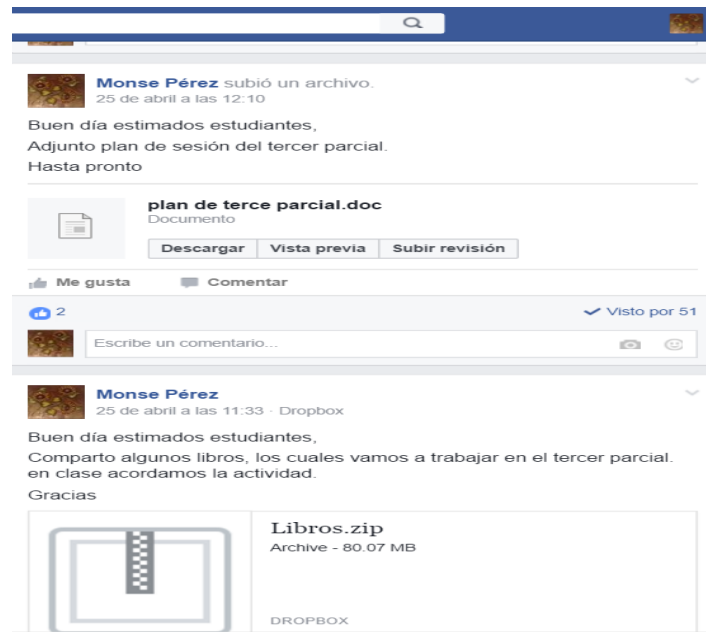 Monse Pérez subió un archivo.
25 de abril a las 12:10
Buen día estimados estudiantes,
Adjunto plan de sesión del tercer parcial.
Hasta pronto
plan de terce parcial.doc
Documento
Descargar Vista previa Subir revisión
Me gusta Comentar
2 Visto por 51
Escribe un comentario...
Monse Pérez
25 de abril a las 11:33 · Dropbox
Buen día estimados estudiantes,
Comparto algunos libros, los cuales vamos a trabajar en el tercer parcial.
en clase acordamos la actividad.
Gracias
Libros.zip
Archive - 80.07 MB
DROPBOX